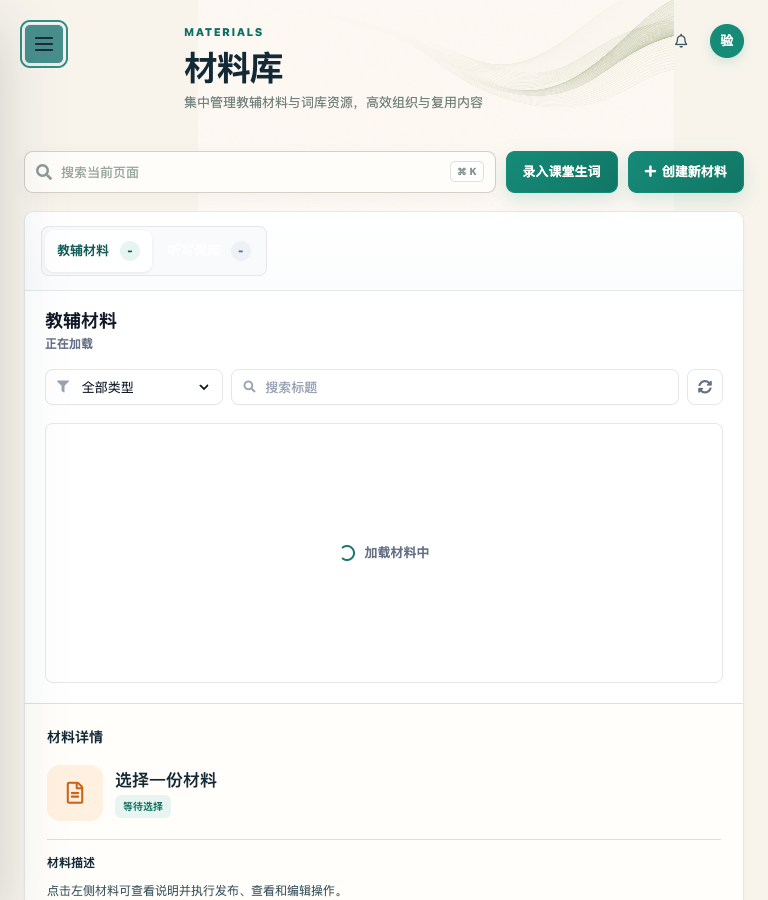 MATERIALS
材料库
集中管理教辅材料与词库资源，高效组织与复用内容
验
搜索当前页面
⌘ K
录入课堂生词
创建新材料
教辅材料 -
-
教辅材料
正在加载
全部类型
搜索标题
加载材料中
材料详情
选择一份材料
等待选择
材料描述
点击左侧材料可查看说明并执行发布、查看和编辑操作。